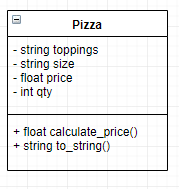 Pizza
- string toppings
- string size
- float price
- int qty
+ float calculate_price()
+ string to_string()